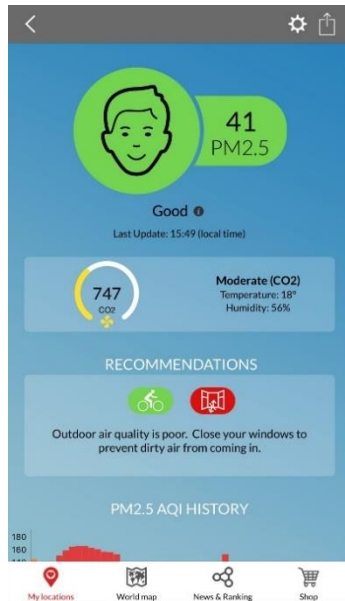 41
PM2.5
Good
Last Update: 15:49 (local time)
747
CO2
Moderate (CO2)
Temperature: 18°
Humidity: 56%
RECOMMENDATIONS
Outdoor air quality is poor. Close your windows to
prevent dirty air from coming in.
PM2.5 AQI HISTORY
180
160
My locations
World map
News & Ranking
Shop